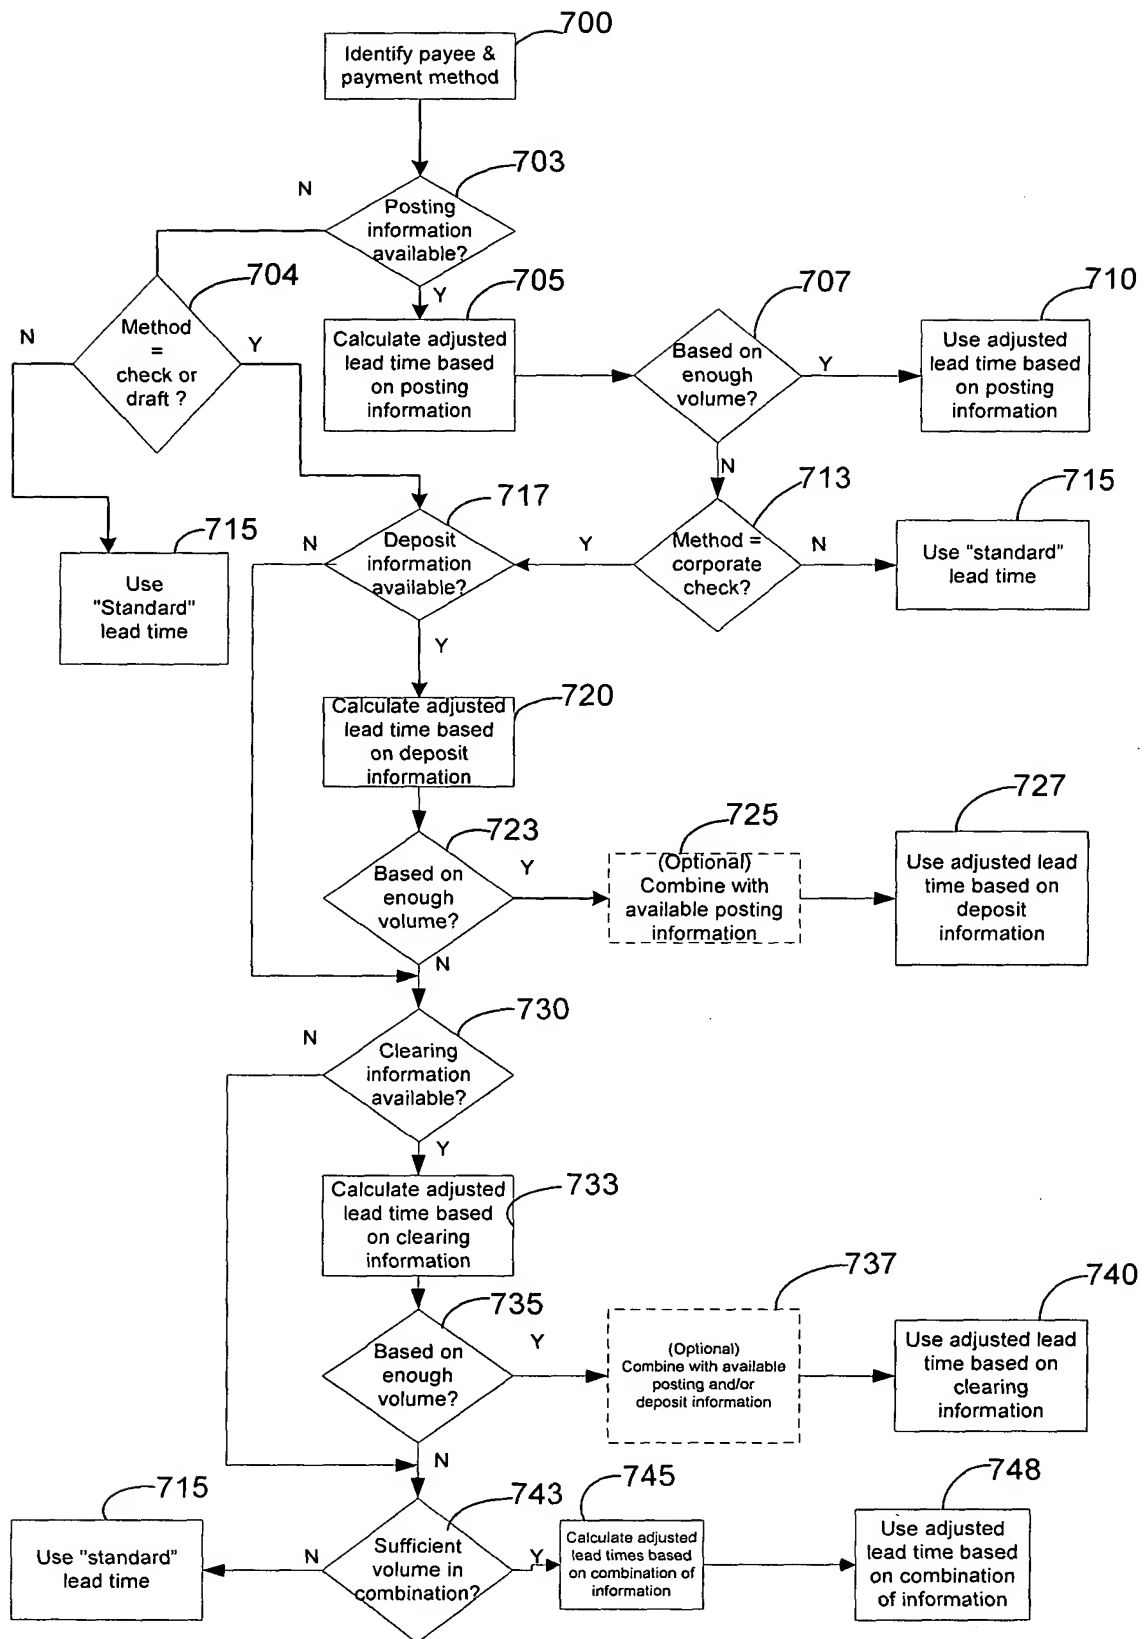 700
Identify payee &
payment method
703
N
Posting
information
available?
Y
704
N
Method
=
check or
draft ?
Y
705
Calculate adjusted
lead time based
on posting
information
707
Based on
enough
volume?
Y
N
710
Use adjusted
lead time based
on posting
information
713
Method =
corporate
check?
Y
N
715
Use "standard"
lead time
715
Use
"Standard"
lead time
717
N
Deposit
information
available?
Y
720
Calculate adjusted
lead time based
on deposit
information
723
Based on
enough
volume?
Y
N
725
(Optional)
Combine with
available posting
information
727
Use adjusted lead
time based on
deposit
information
730
N
Clearing
information
available?
Y
733
Calculate adjusted
lead time based
on clearing
information
735
Based on
enough
volume?
Y
N
737
(Optional)
Combine with available
posting and/or
deposit information
740
Use adjusted lead
time based on
clearing
information
743
Sufficient
volume in
combination?
N
Y
715
Use "standard"
lead time
745
Calculate adjusted
lead times based
on combination of
information
748
Use adjusted
lead time based
on combination
of information